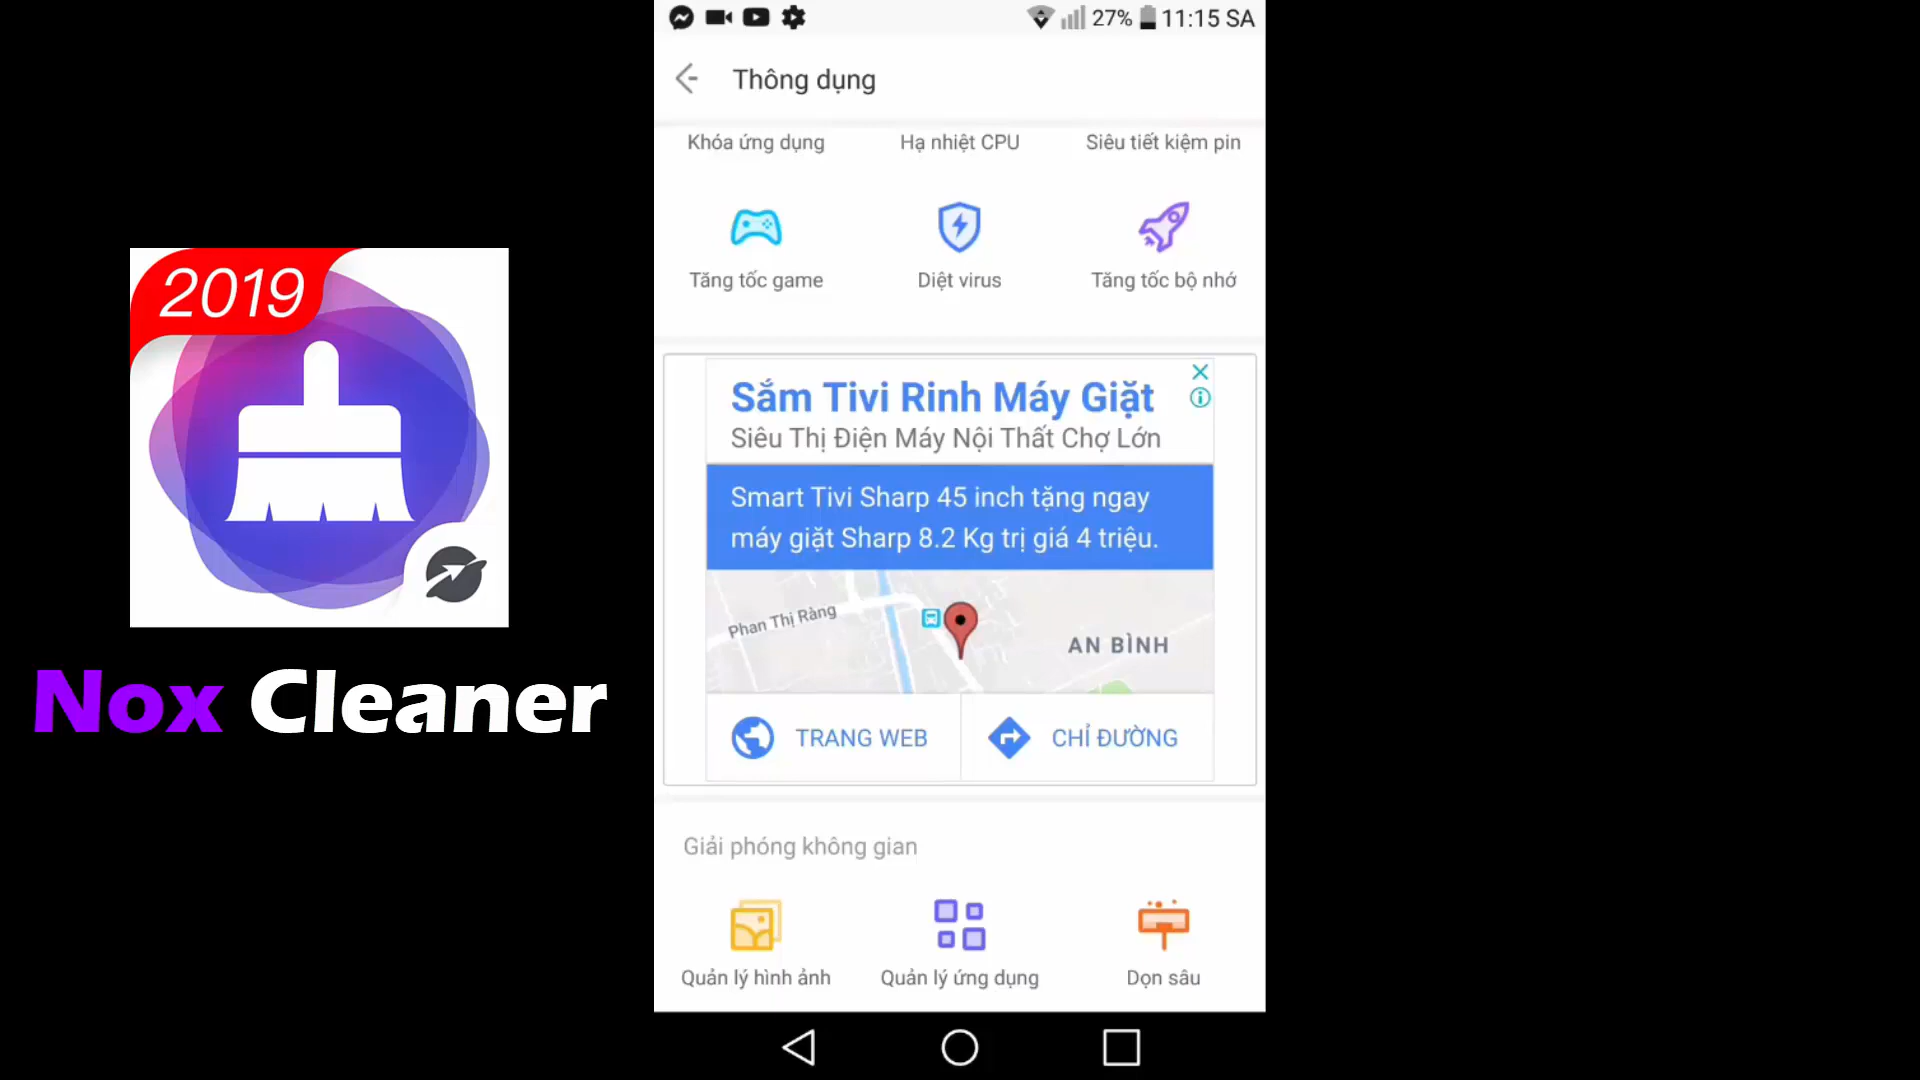 2019
Nox Cleaner
27% 11:15 SA
Thông dụng
Khóa ứng dụng
Hạ nhiệt CPU
Siêu tiết kiệm pin
Tăng tốc game
Diệt virus
Tăng tốc bộ nhớ
Sắm Tivi Rinh Máy Giặt
Siêu Thị Điện Máy Nội Thất Chợ Lớn
Smart Tivi Sharp 45 inch tặng ngay
máy giặt Sharp 8.2 Kg trị giá 4 triệu.
Phan Thị Ràng
AN BÌNH
TRANG WEB
CHỈ ĐƯỜNG
Giải phóng không gian
Quản lý hình ảnh
Quản lý ứng dụng
Dọn sâu